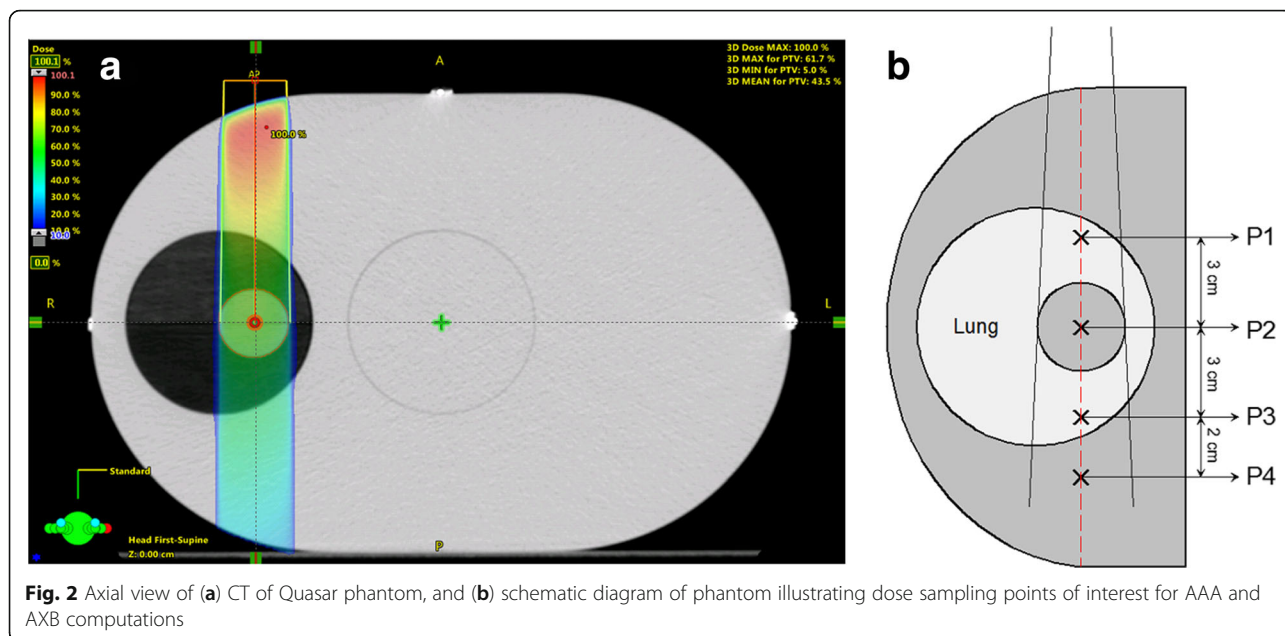 Dose
100.1 %
100.1
90.0 %
80.0 %
70.0 %
60.0 %
50.0 %
40.0 %
30.0 %
20.0 %
10.0 %
10.0
0.0 %
a
A
100.0 %
3D Dose MAX: 100.0 %
3D MAX for PTV: 61.7 %
3D MIN for PTV: 5.0 %
3D MEAN for PTV: 43.5 %
R
L
Standard
Head First-Supine
Z: 0.00 cm
P
b
Lung
P1
3 cm
P2
3 cm
P3
2 cm
P4
Fig. 2 Axial view of (a) CT of Quasar phantom, and (b) schematic diagram of phantom illustrating dose sampling points of interest for AAA and
AXB computations